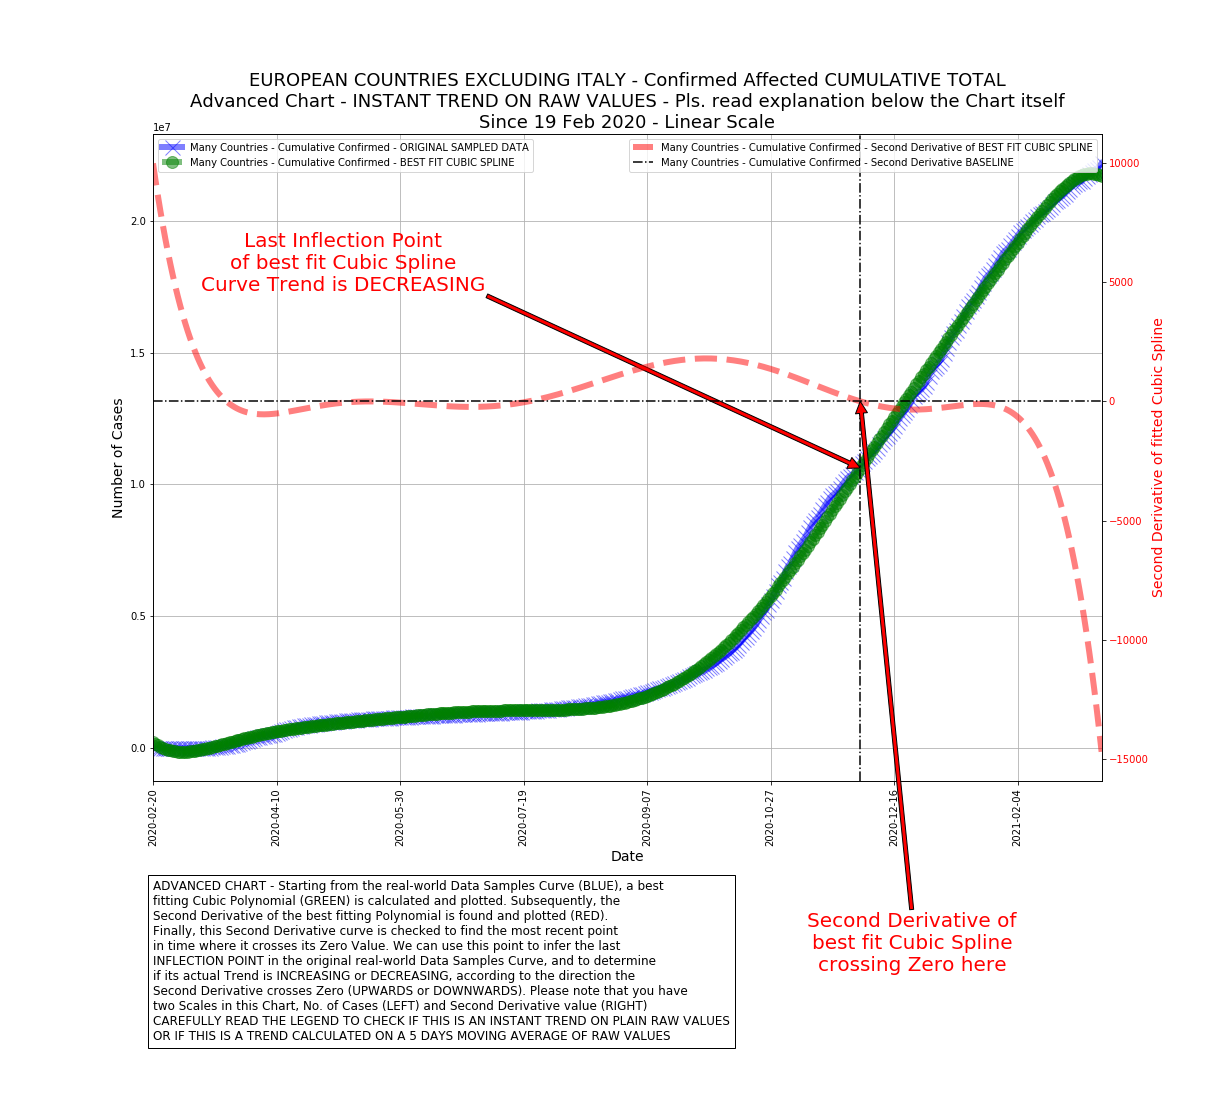 EUROPEAN COUNTRIES EXCLUDING ITALY - Confirmed Affected CUMULATIVE TOTAL
Advanced Chart - INSTANT TREND ON RAW VALUES - Pls. read explanation below the Chart itself
Since 19 Feb 2020 - Linear Scale
1e7
Many Countries - Cumulative Confirmed - ORIGINAL SAMPLED DATA
Many Countries - Cumulative Confirmed - BEST FIT CUBIC SPLINE
Many Countries - Cumulative Confirmed - Second Derivative of BEST FIT CUBIC SPLINE
Many Countries - Cumulative Confirmed - Second Derivative BASELINE
Last Inflection Point
of best fit Cubic Spline
Curve Trend is DECREASING
Number of Cases
2.0
1.5
1.0
0.5
0.0
10000
5000
0
−5000
−10000
−15000
Second Derivative of fitted Cubic Spline
2020-02-20
2020-04-10
2020-05-30
2020-07-19
2020-09-07
2020-10-27
2020-12-16
2021-02-04
Date
ADVANCED CHART - Starting from the real-world Data Samples Curve (BLUE), a best
fitting Cubic Polynomial (GREEN) is calculated and plotted. Subsequently, the
Second Derivative of the best fitting Polynomial is found and plotted (RED).
Finally, this Second Derivative curve is checked to find the most recent point
in time where it crosses its Zero Value. We can use this point to infer the last
INFLECTION POINT in the original real-world Data Samples Curve, and to determine
if its actual Trend is INCREASING or DECREASING, according to the direction the
Second Derivative crosses Zero (UPWARDS or DOWNWARDS). Please note that you have
two Scales in this Chart, No. of Cases (LEFT) and Second Derivative value (RIGHT)
CAREFULLY READ THE LEGEND TO CHECK IF THIS IS AN INSTANT TREND ON PLAIN RAW VALUES
OR IF THIS IS A TREND CALCULATED ON A 5 DAYS MOVING AVERAGE OF RAW VALUES
Second Derivative of
best fit Cubic Spline
crossing Zero here